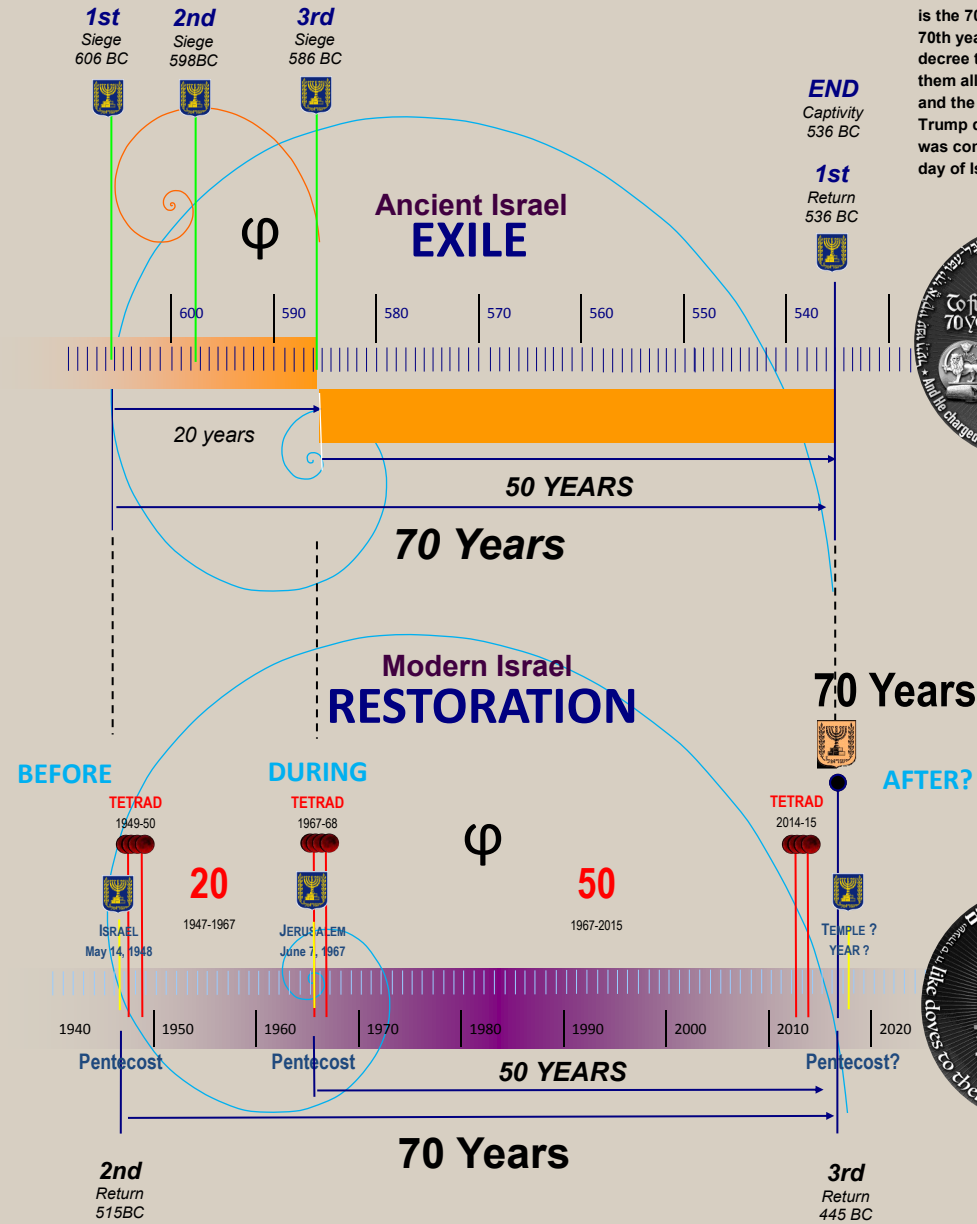 1st
Siege
606 BC
2nd
Siege
598BC
3rd
Siege
586 BC
is the 70
70th yea
decree t
them all
and the
Trump d
was con
day of Is
END
Captivity
536 BC
1st
Return
536 BC
φ
Ancient Israel
EXILE
600
590
580
570
560
550
540
70 y
And He charged
20 years
50 YEARS
70 Years
Modern Israel
RESTORATION
70 Years
BEFORE
DURING
AFTER?
TETRAD
1949-50
TETRAD
1967-68
TETRAD
2014-15
φ
20
1947-1967
50
1967-2015
ISRAEL
May 14, 1948
JERUSALEM
June 7, 1967
TEMPLE ?
YEAR ?
like doves to the
1940
1950
1960
1970
1980
1990
2000
2010
2020
Pentecost
Pentecost
Pentecost?
50 YEARS
70 Years
2nd
Return
515BC
3rd
Return
445 BC